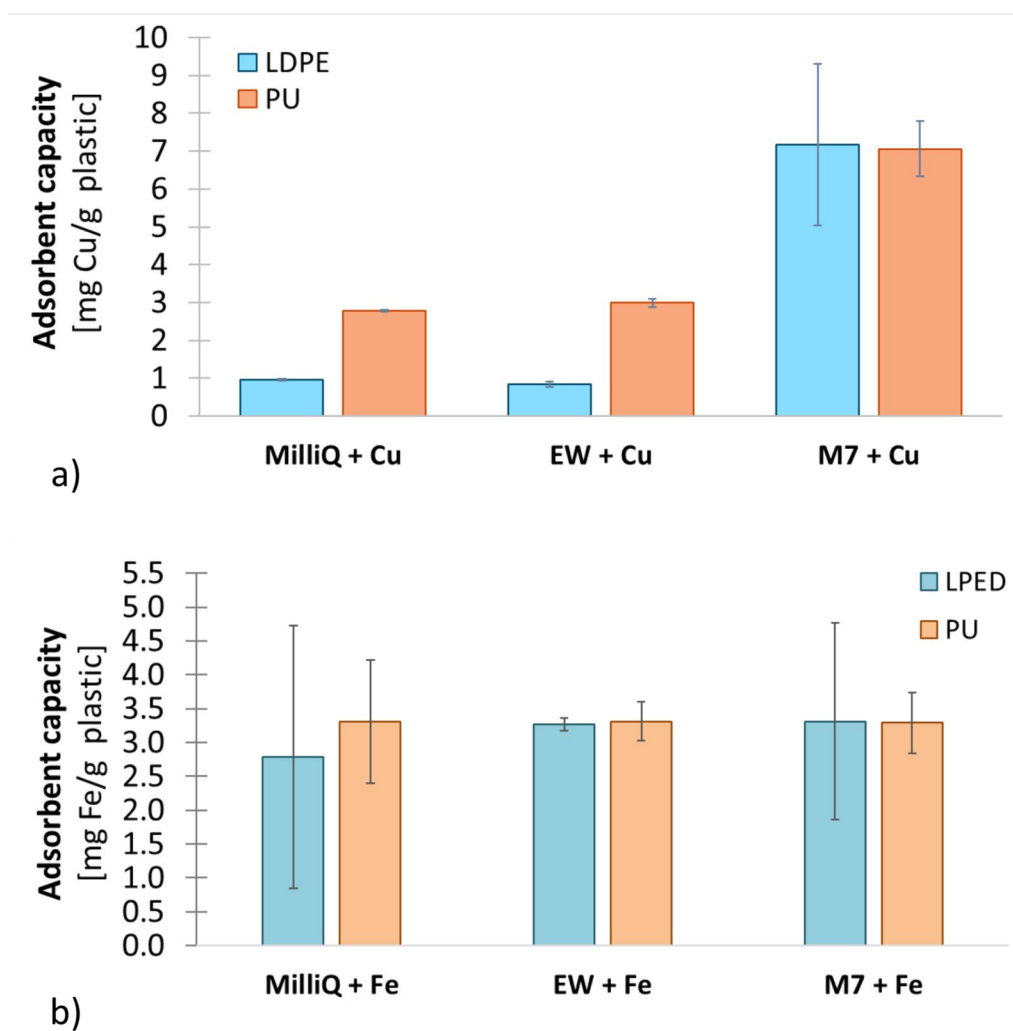 10
9
8
7
6
5
4
3
2
1
0
Adsorbent capacity
[mg Cu/g plastic]
LDPE
PU
MilliQ + Cu
EW + Cu
M7 + Cu
a)
5.5
5.0
4.5
4.0
3.5
3.0
2.5
2.0
1.5
1.0
0.5
0.0
Adsorbent capacity
[mg Fe/g plastic]
LPED
PU
MilliQ + Fe
EW + Fe
M7 + Fe
b)